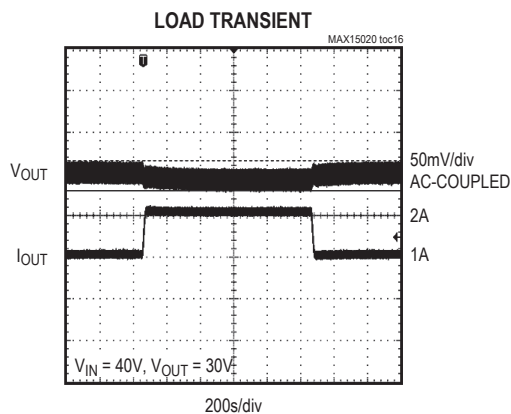 LOAD TRANSIENT
MAX15020 toc16
T
VOUT
50mV/div
AC-COUPLED
2A
IOUT
1A
VIN = 40V, VOUT = 30V
200s/div